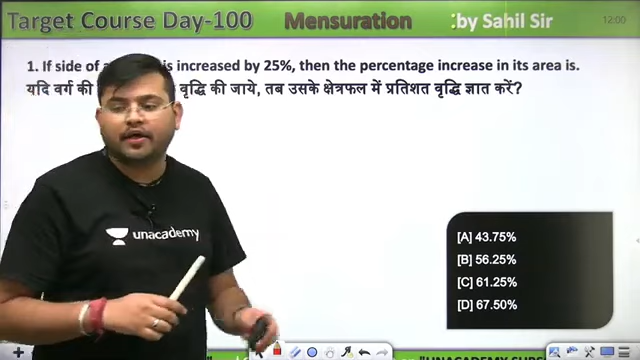 Target Course Day-100 Mensuration :by Sahil Sir 12:00
1. If side of a is increased by 25%, then the percentage increase in its area is.
यदि वर्ग की वृद्धि की जाये, तब उसके क्षेत्रफल में प्रतिशत वृद्धि ज्ञात करें?
unacademy
[A] 43.75%
[B] 56.25%
[C] 61.25%
[D] 67.50%
"UNACADEMY